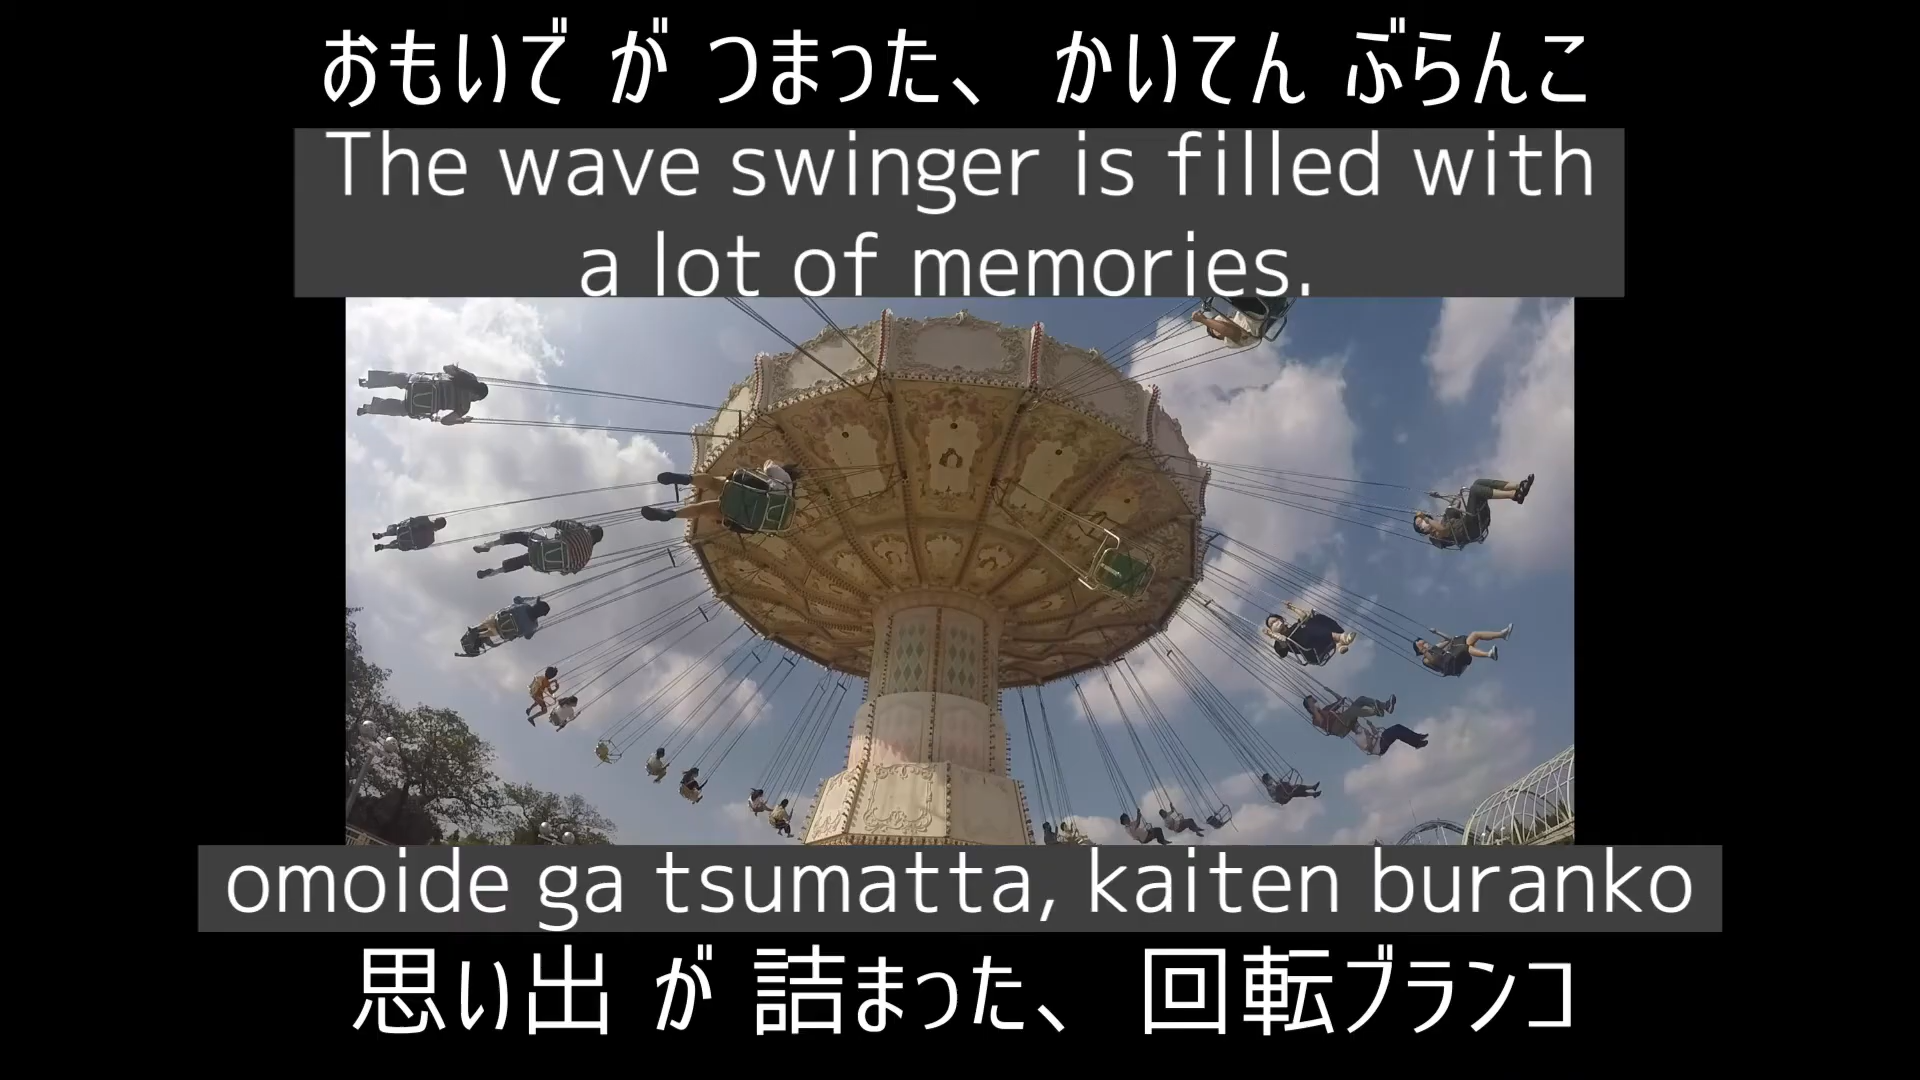 おもいで が つまった、 かいてん ぶらんこ
The wave swinger is filled with
a lot of memories.
omoide ga tsumatta, kaiten buranko
思い出 が 詰まった、 回転ブランコ